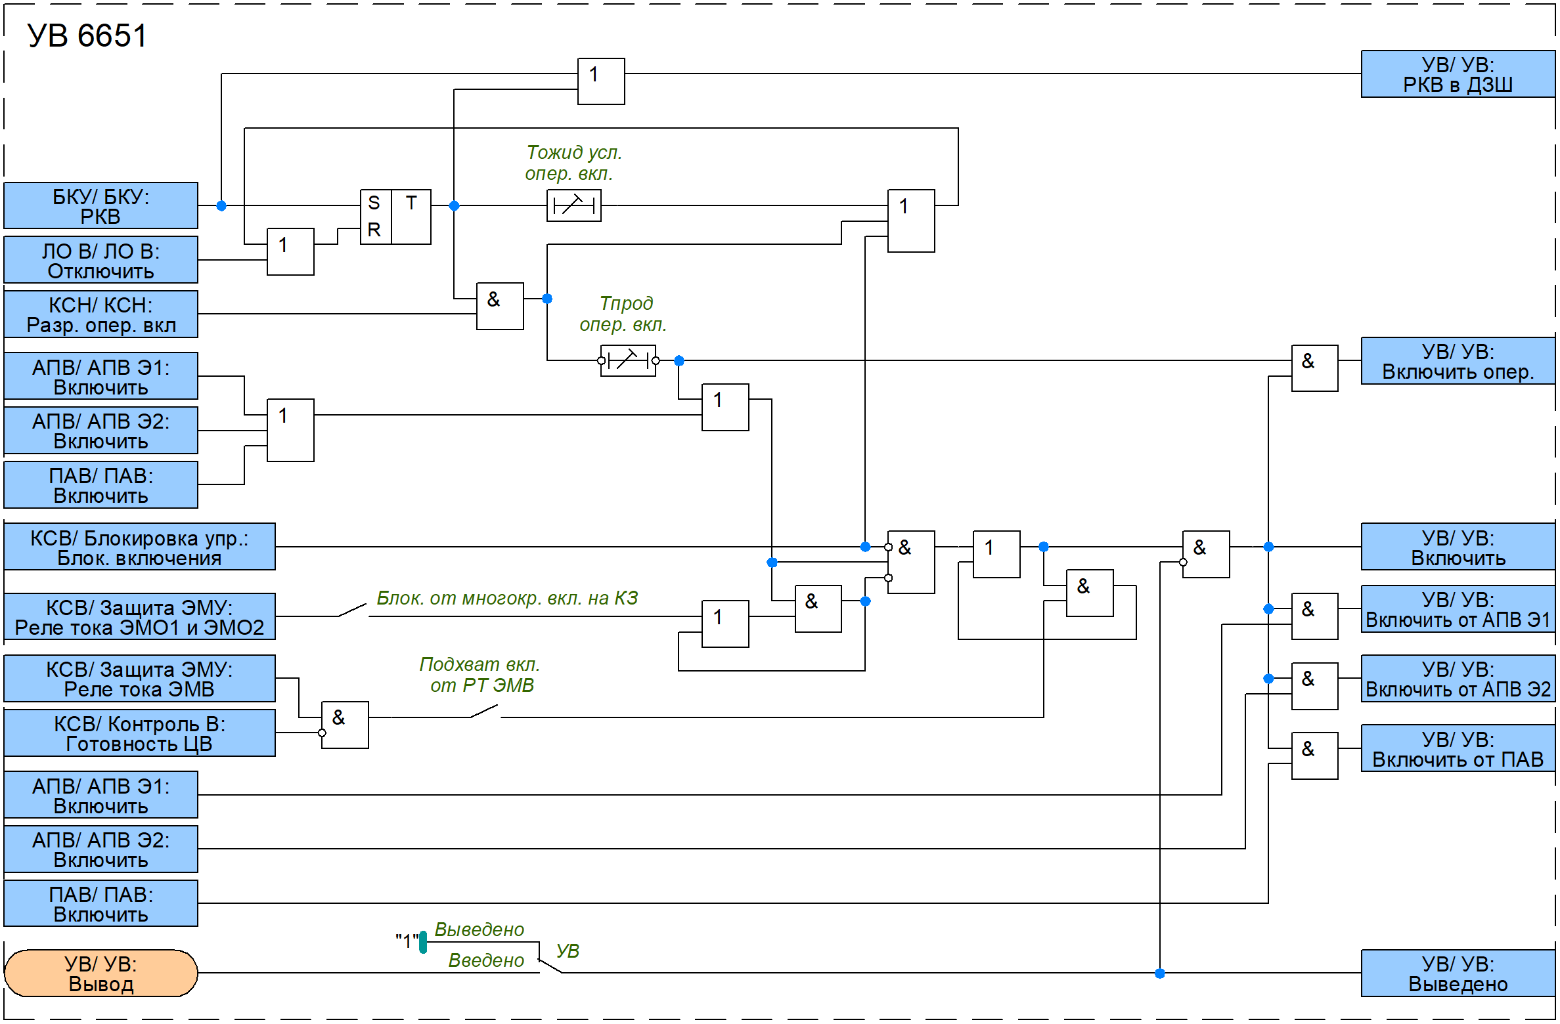 УВ 6651
1
УВ/ УВ:
РКВ в ДЗШ
Тожид усл.
опер. вкл.
БКУ/ БКУ:
РКВ
S
T
R
1
ЛО В/ ЛО В:
Отключить
1
КСН/ КСН:
Разр. опер. вкл
&
Тпрод
опер. вкл.
АПВ/ АПВ Э1:
Включить
УВ/ УВ:
Включить опер.
&
АПВ/ АПВ Э2:
Включить
1
1
ПАВ/ ПАВ:
Включить
КСВ/ Блокировка упр.:
Блок. включения
&
1
&
УВ/ УВ:
Включить
КСВ/ Защита ЭМУ:
Реле тока ЭМО1 и ЭМО2
Блок. от многокр. вкл. на КЗ
1
&
&
&
УВ/ УВ:
Включить от АПВ Э1
КСВ/ Защита ЭМУ:
Реле тока ЭМВ
Подхват вкл.
от РТ ЭМВ
&
УВ/ УВ:
Включить от АПВ Э2
КСВ/ Контроль В:
Готовность ЦВ
&
&
УВ/ УВ:
Включить от ПАВ
АПВ/ АПВ Э1:
Включить
АПВ/ АПВ Э2:
Включить
ПАВ/ ПАВ:
Включить
"1"
Выведено
Введено
УВ
УВ/ УВ:
Вывод
УВ/ УВ:
Выведено